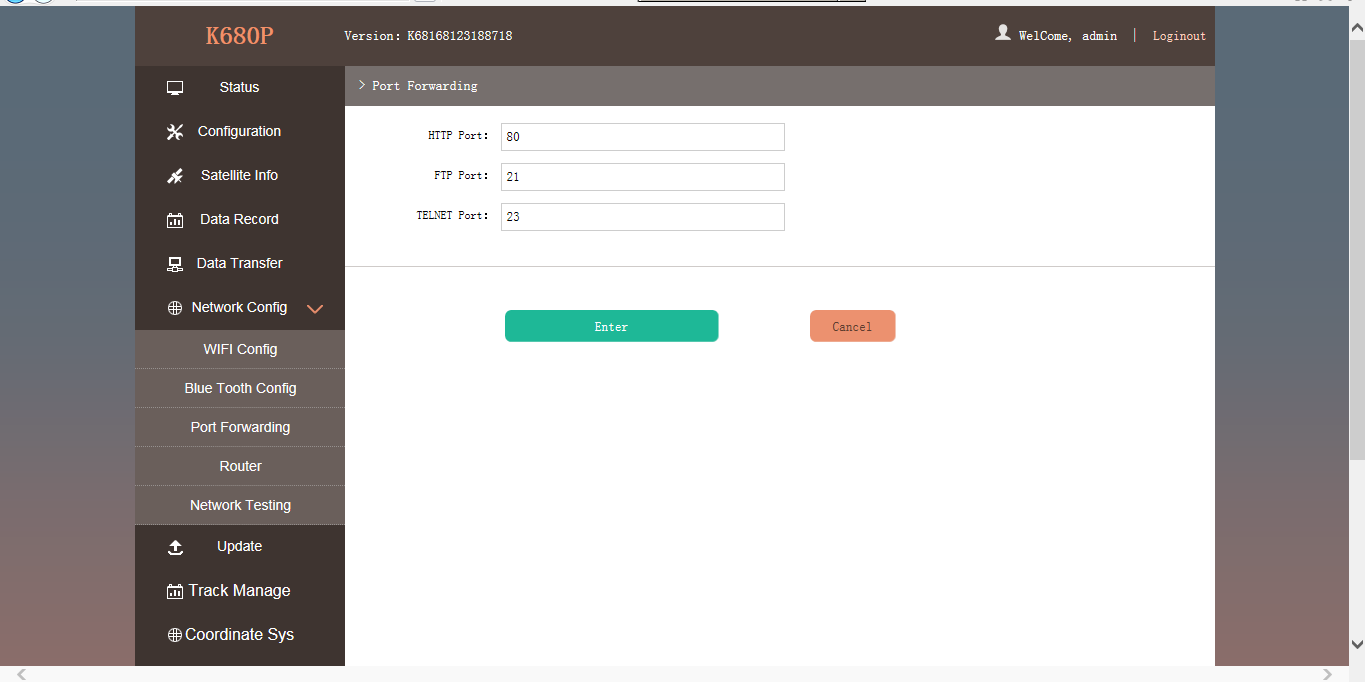 K680P
Version: K68168123188718
WelCome, admin | Loginout
Status
Configuration
Satellite Info
Data Record
Data Transfer
Network Config
WIFI Config
Blue Tooth Config
Port Forwarding
Router
Network Testing
Update
Track Manage
Coordinate Sys
> Port Forwarding
HTTP Port: 80
FTP Port: 21
TELNET Port: 23
Enter
Cancel